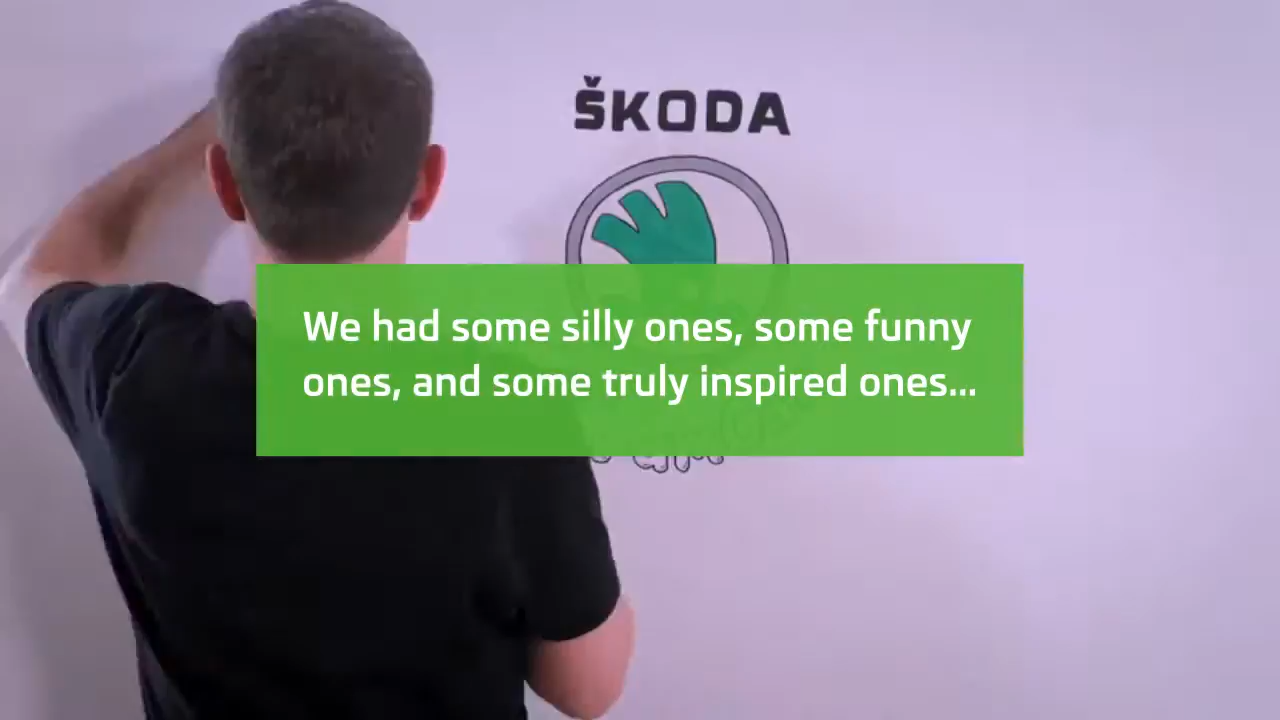 ŠKODA
We had some silly ones, some funny
ones, and some truly inspired ones...